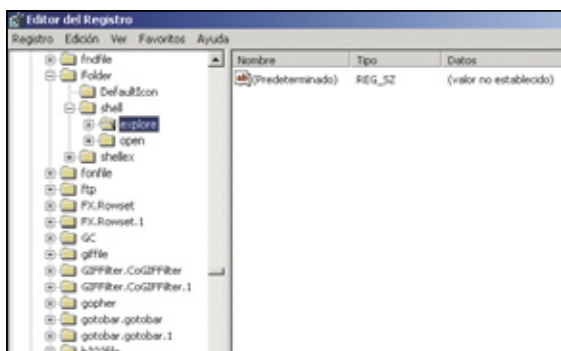 Editor del Registro
Registro Edición Ver Favoritos Ayuda
fndfile
Folder
DefaultIcon
shell
explore
open
shellex
fonfile
ftp
FX.Rowset
FX.Rowset.1
GC
giffile
GIFFilter.CoGIFFilter
GIFFilter.CoGIFFilter.1
gopher
gotobar.gotobar
gotobar.gotobar.1
Nombre Tipo Datos
(Predeterminado) REG_SZ (valor no establecido)